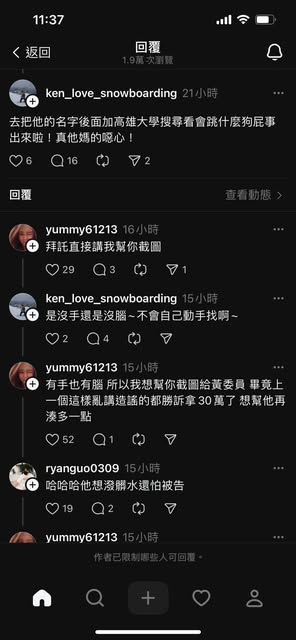 11:37
返回
回覆
1.9萬 次瀏覽
ken_love_snowboarding 21小時
去把他的名字後面加高雄大學搜尋看會跳什麼狗屁事
出來啦！真他媽的噁心！
6 16 2
回覆
查看動態
yummy61213 16小時
拜託直接講我幫你截圖
29 3 1
ken_love_snowboarding 15小時
是沒手還是沒腦～不會自己動手找啊～
2 4
yummy61213 15小時
有手也有腦 所以我想幫你截圖給黃委員 畢竟上
一個這樣亂講造謠的都勝訴拿 30 萬了 想幫他再
湊多一點
52 1
ryanguo0309 15小時
哈哈哈他想潑髒水還怕被告
19 2
yummy61213 15小時
作者已限制哪些人可回覆。